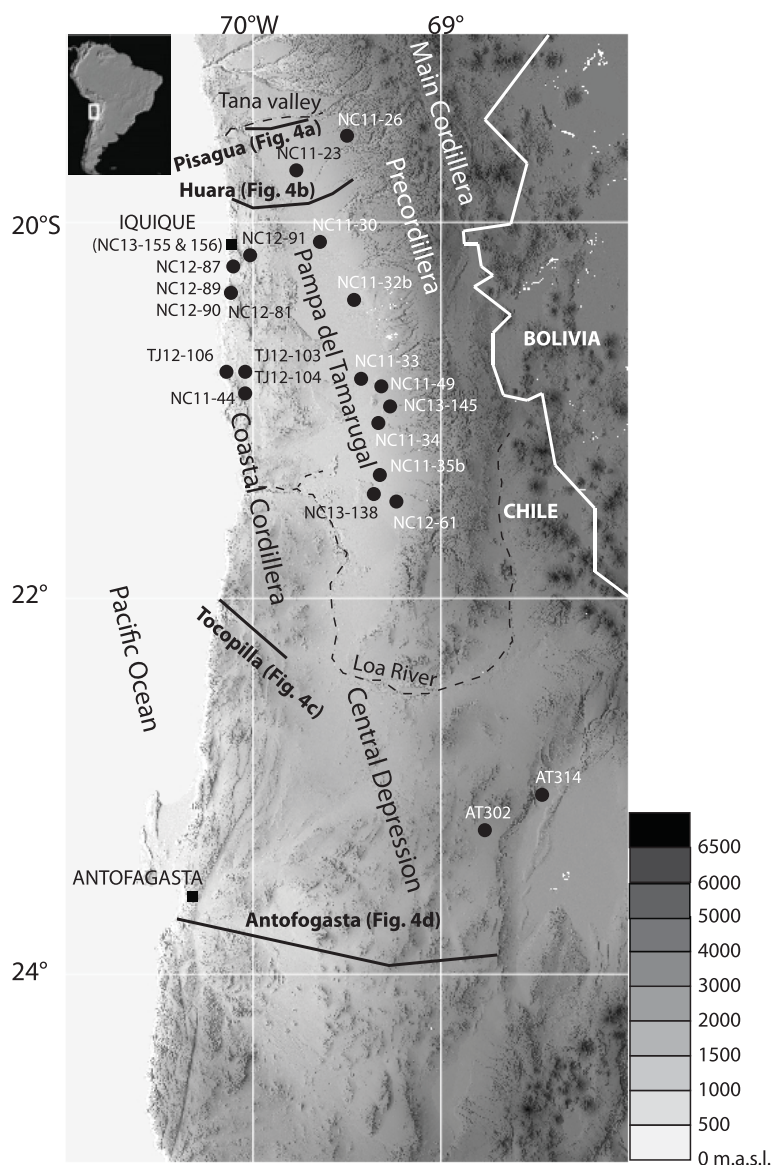 70°W 69°
Main Cordillera
Tana valley
NC11-26
Pisagua (Fig. 4a)
NC11-23
Precordillera
Huara (Fig. 4b)
20°S
IQUIQUE
(NC13-155 & 156)
NC12-91
NC11-30
NC12-87
Pampa del Tamarugal
NC11-32b
NC12-89
NC12-90
NC12-81
BOLIVIA
TJ12-106
TJ12-103
TJ12-104
NC11-33
NC11-49
NC11-44
NC13-145
Coastal Cordillera
NC11-34
NC11-35b
NC13-138
NC12-61
CHILE
22°
Pacific Ocean
Tocopilla (Fig. 4c)
Loa River
Central Depression
AT314
AT302
ANTOFAGASTA
Antofogasta (Fig. 4d)
24°
6500
6000
5000
4000
3000
2000
1500
1000
500
0 m.a.s.l.